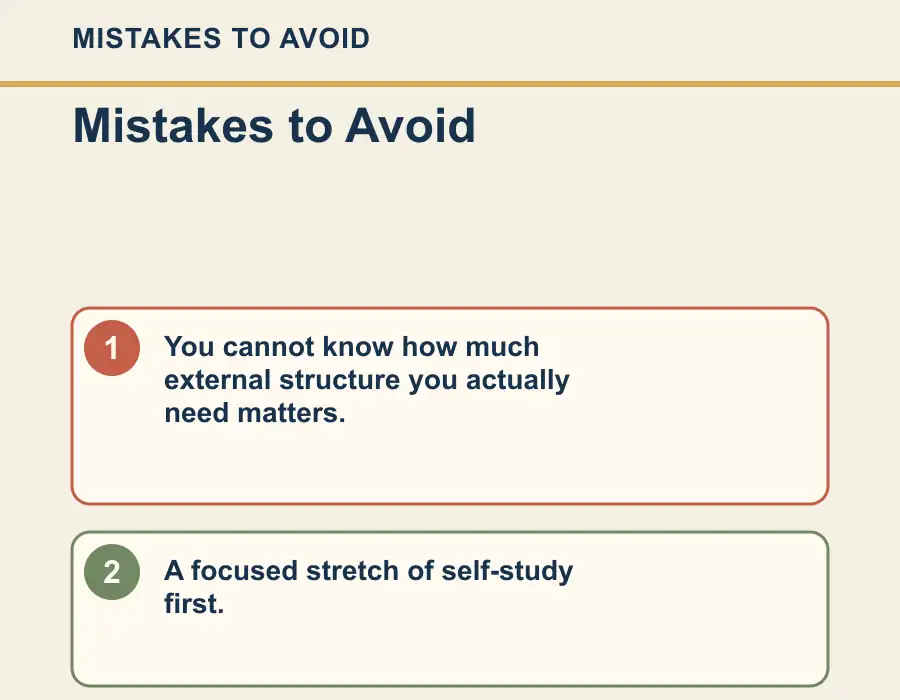 MISTAKES TO AVOID
Mistakes to Avoid
1
You cannot know how much
external structure you actually
need matters.
2
A focused stretch of self-study
first.